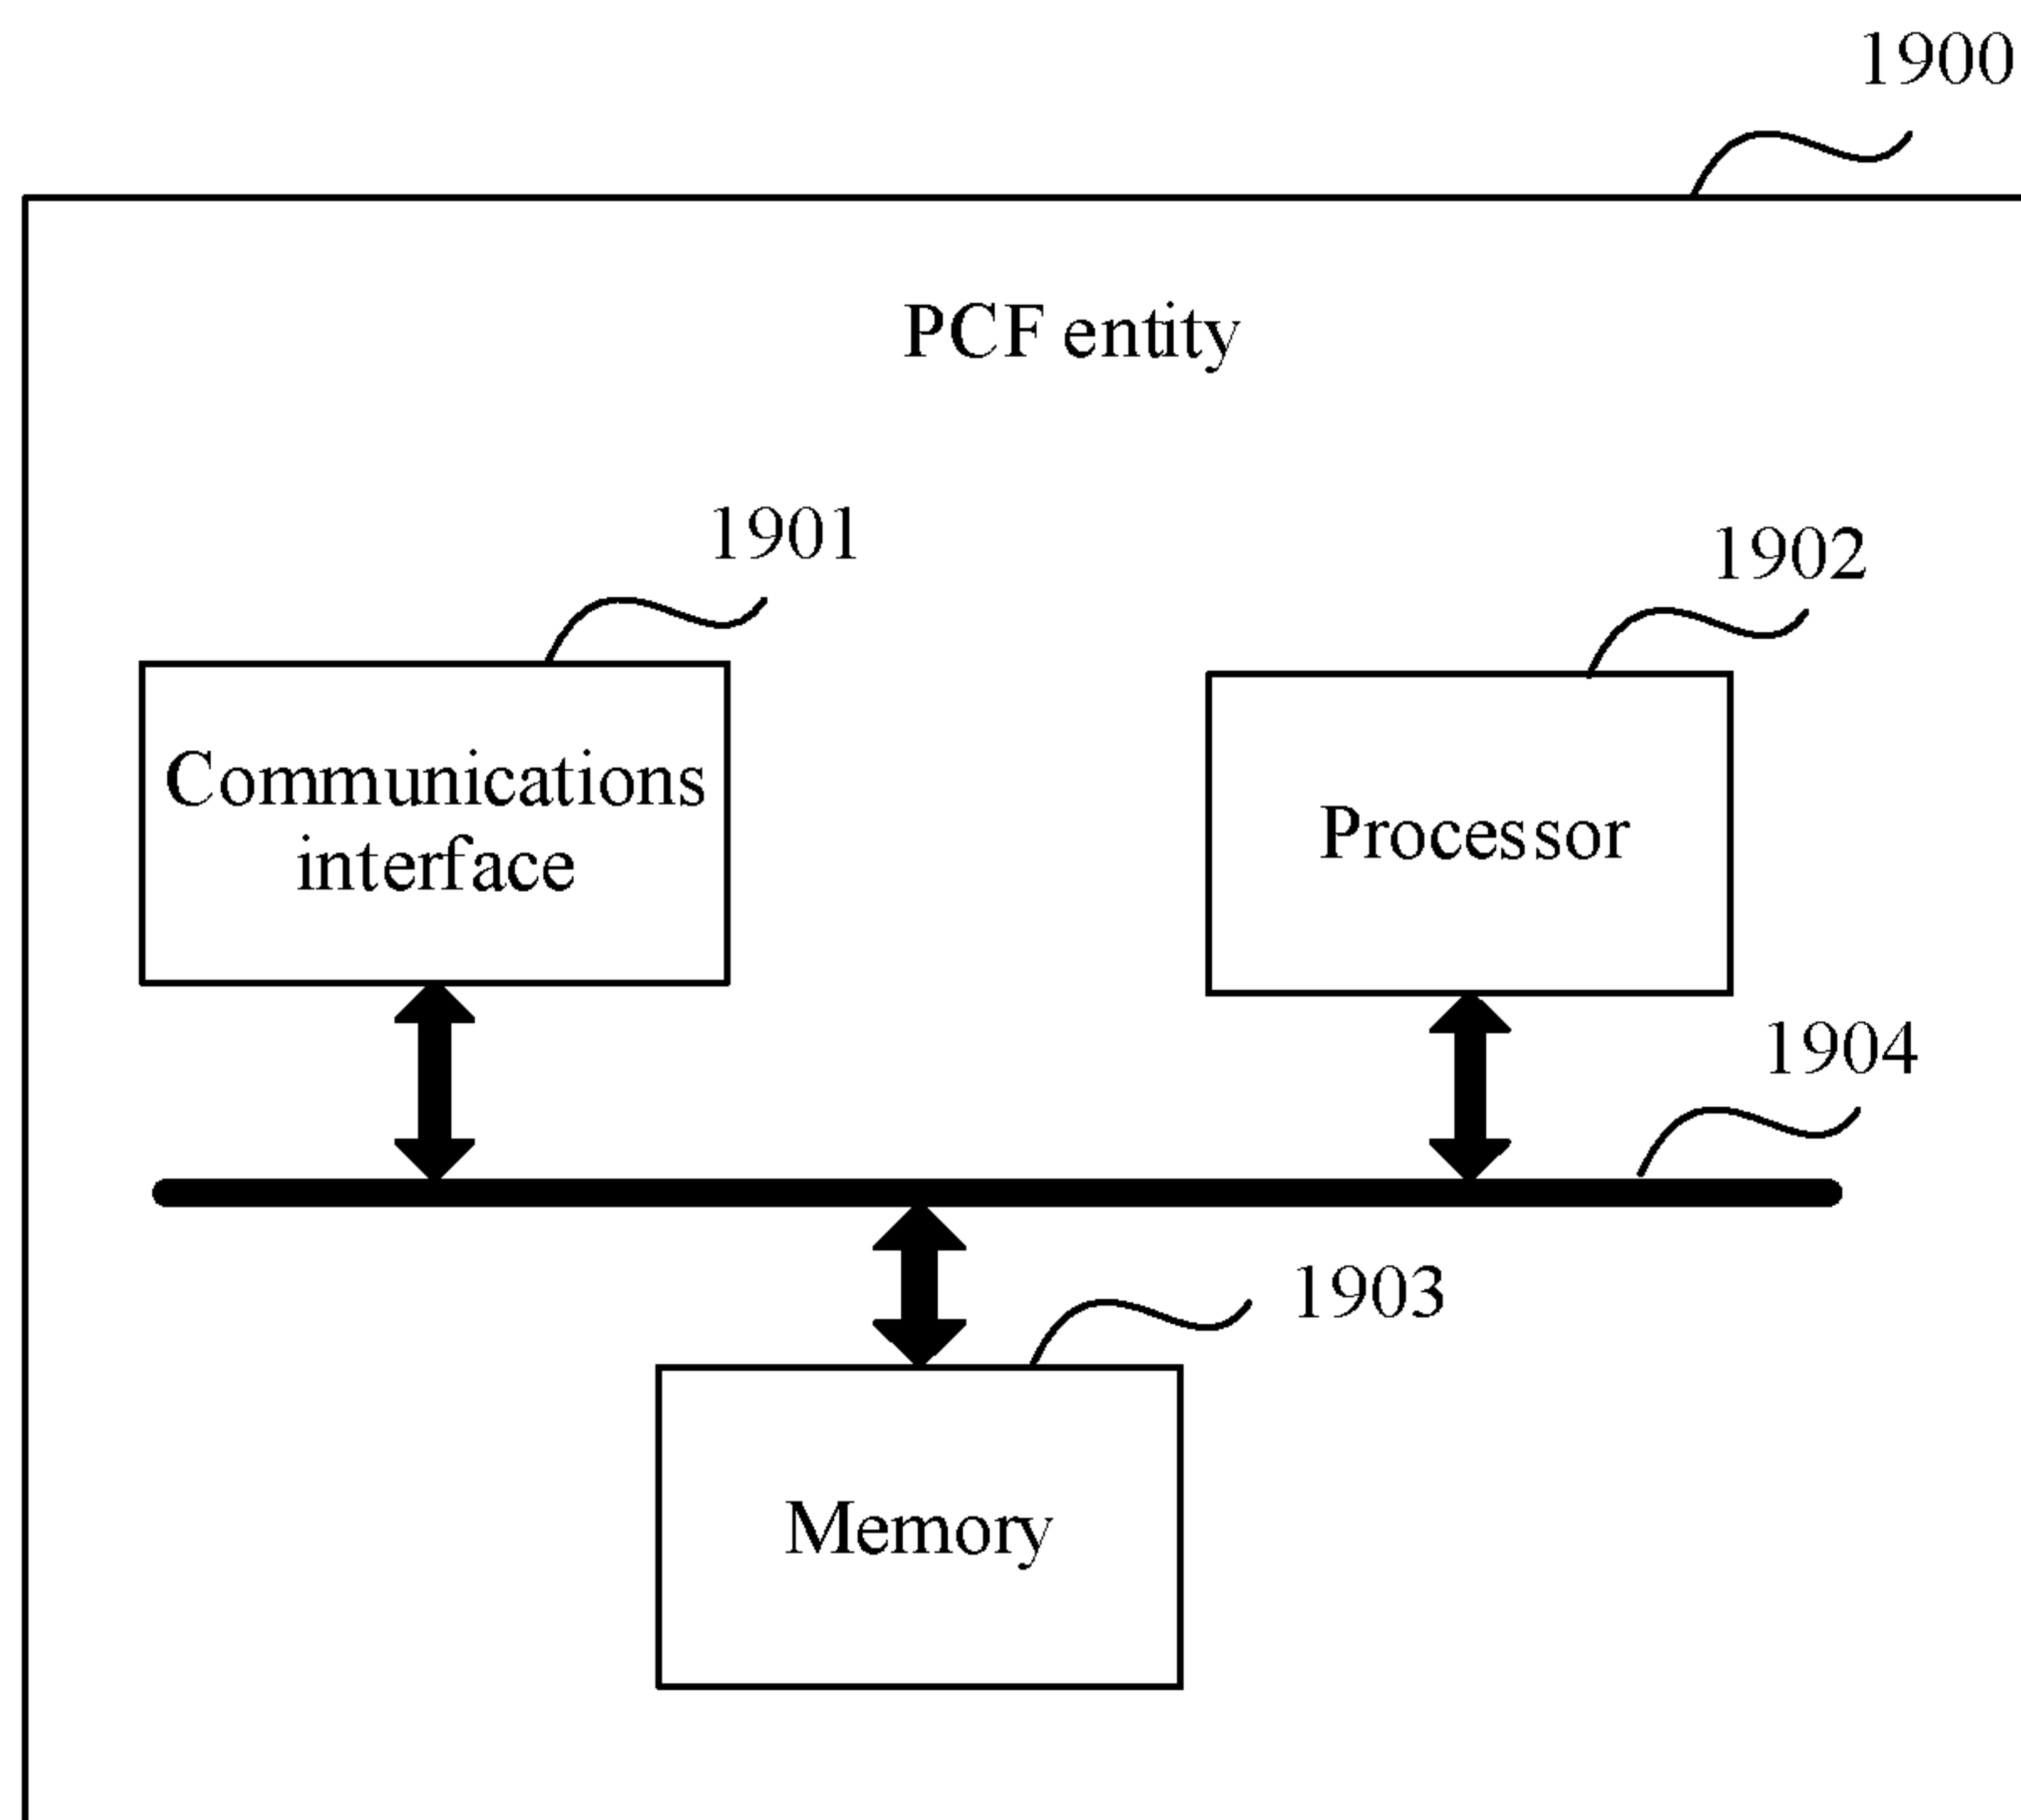 1900
PCF entity
1901
1902
Communications
interface
Processor
1904
1903
Memory